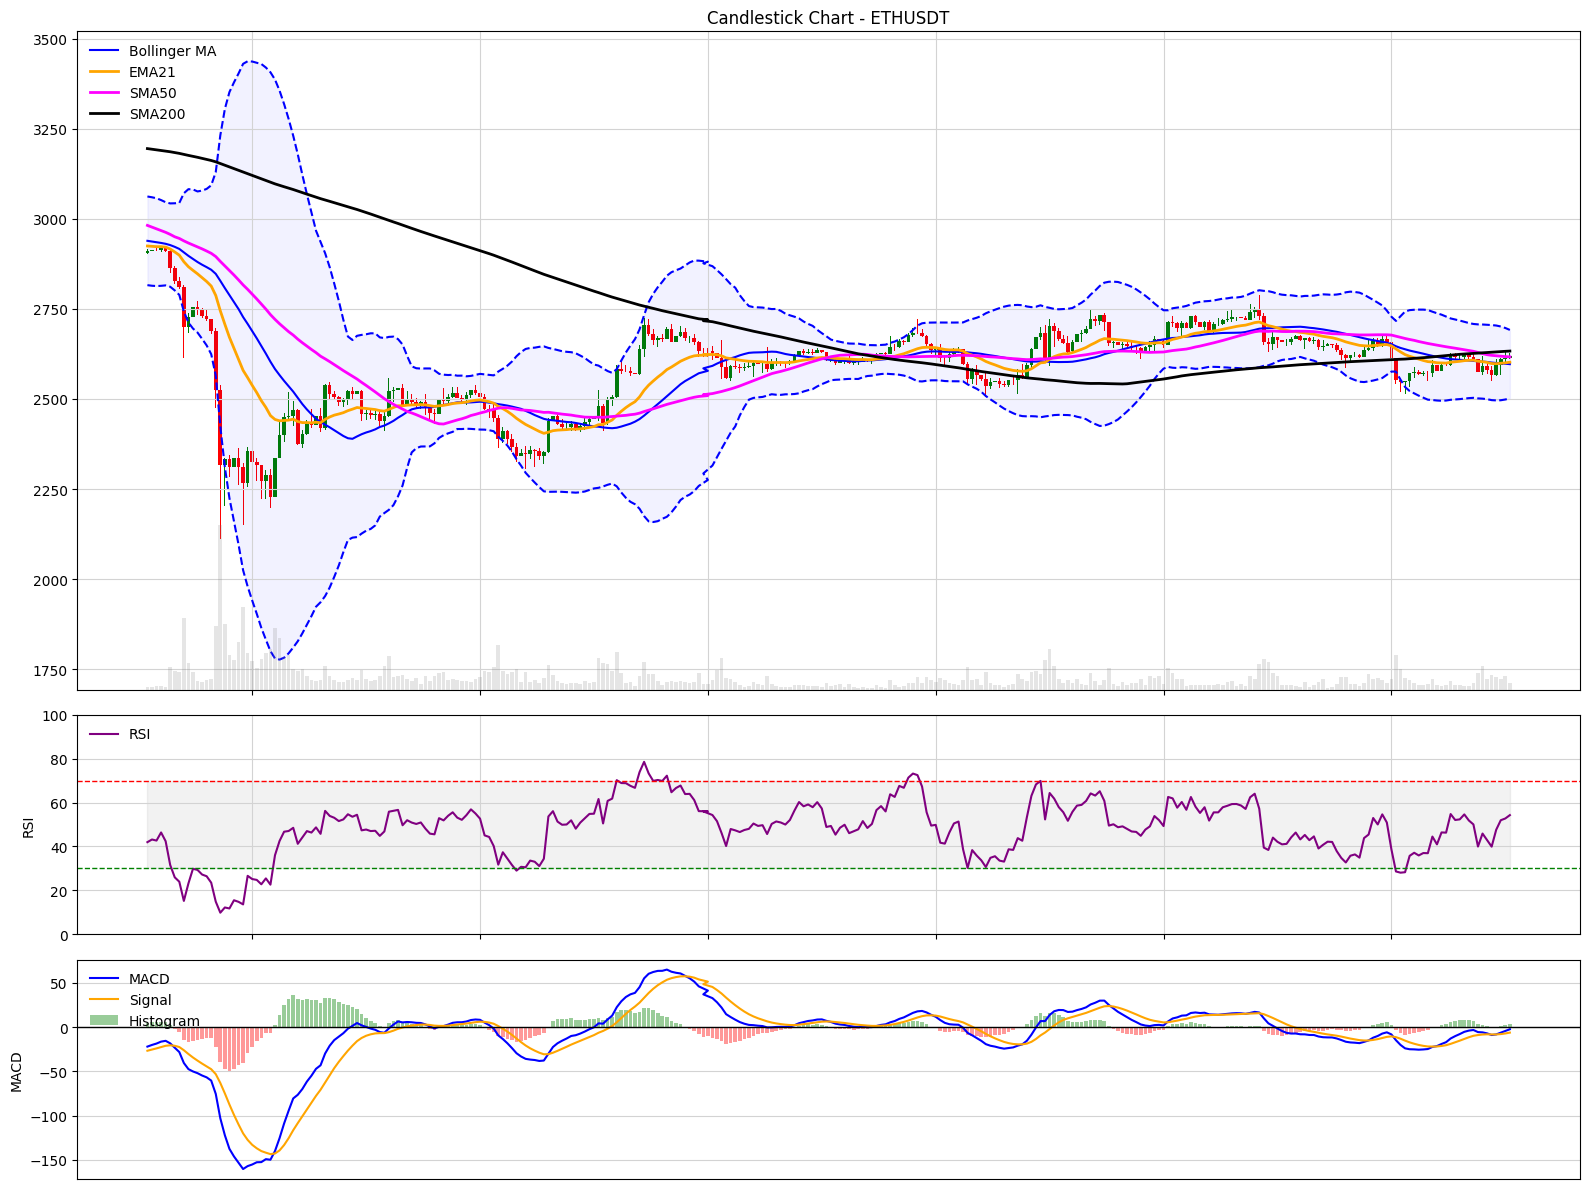 Candlestick Chart - ETHUSDT
Bollinger MA
EMA21
SMA50
SMA200
3500
3250
3000
2750
2500
2250
2000
1750
RSI
100
80
60
40
20
0
RSI
MACD
Signal
Histogram
50
0
−50
−100
−150
MACD